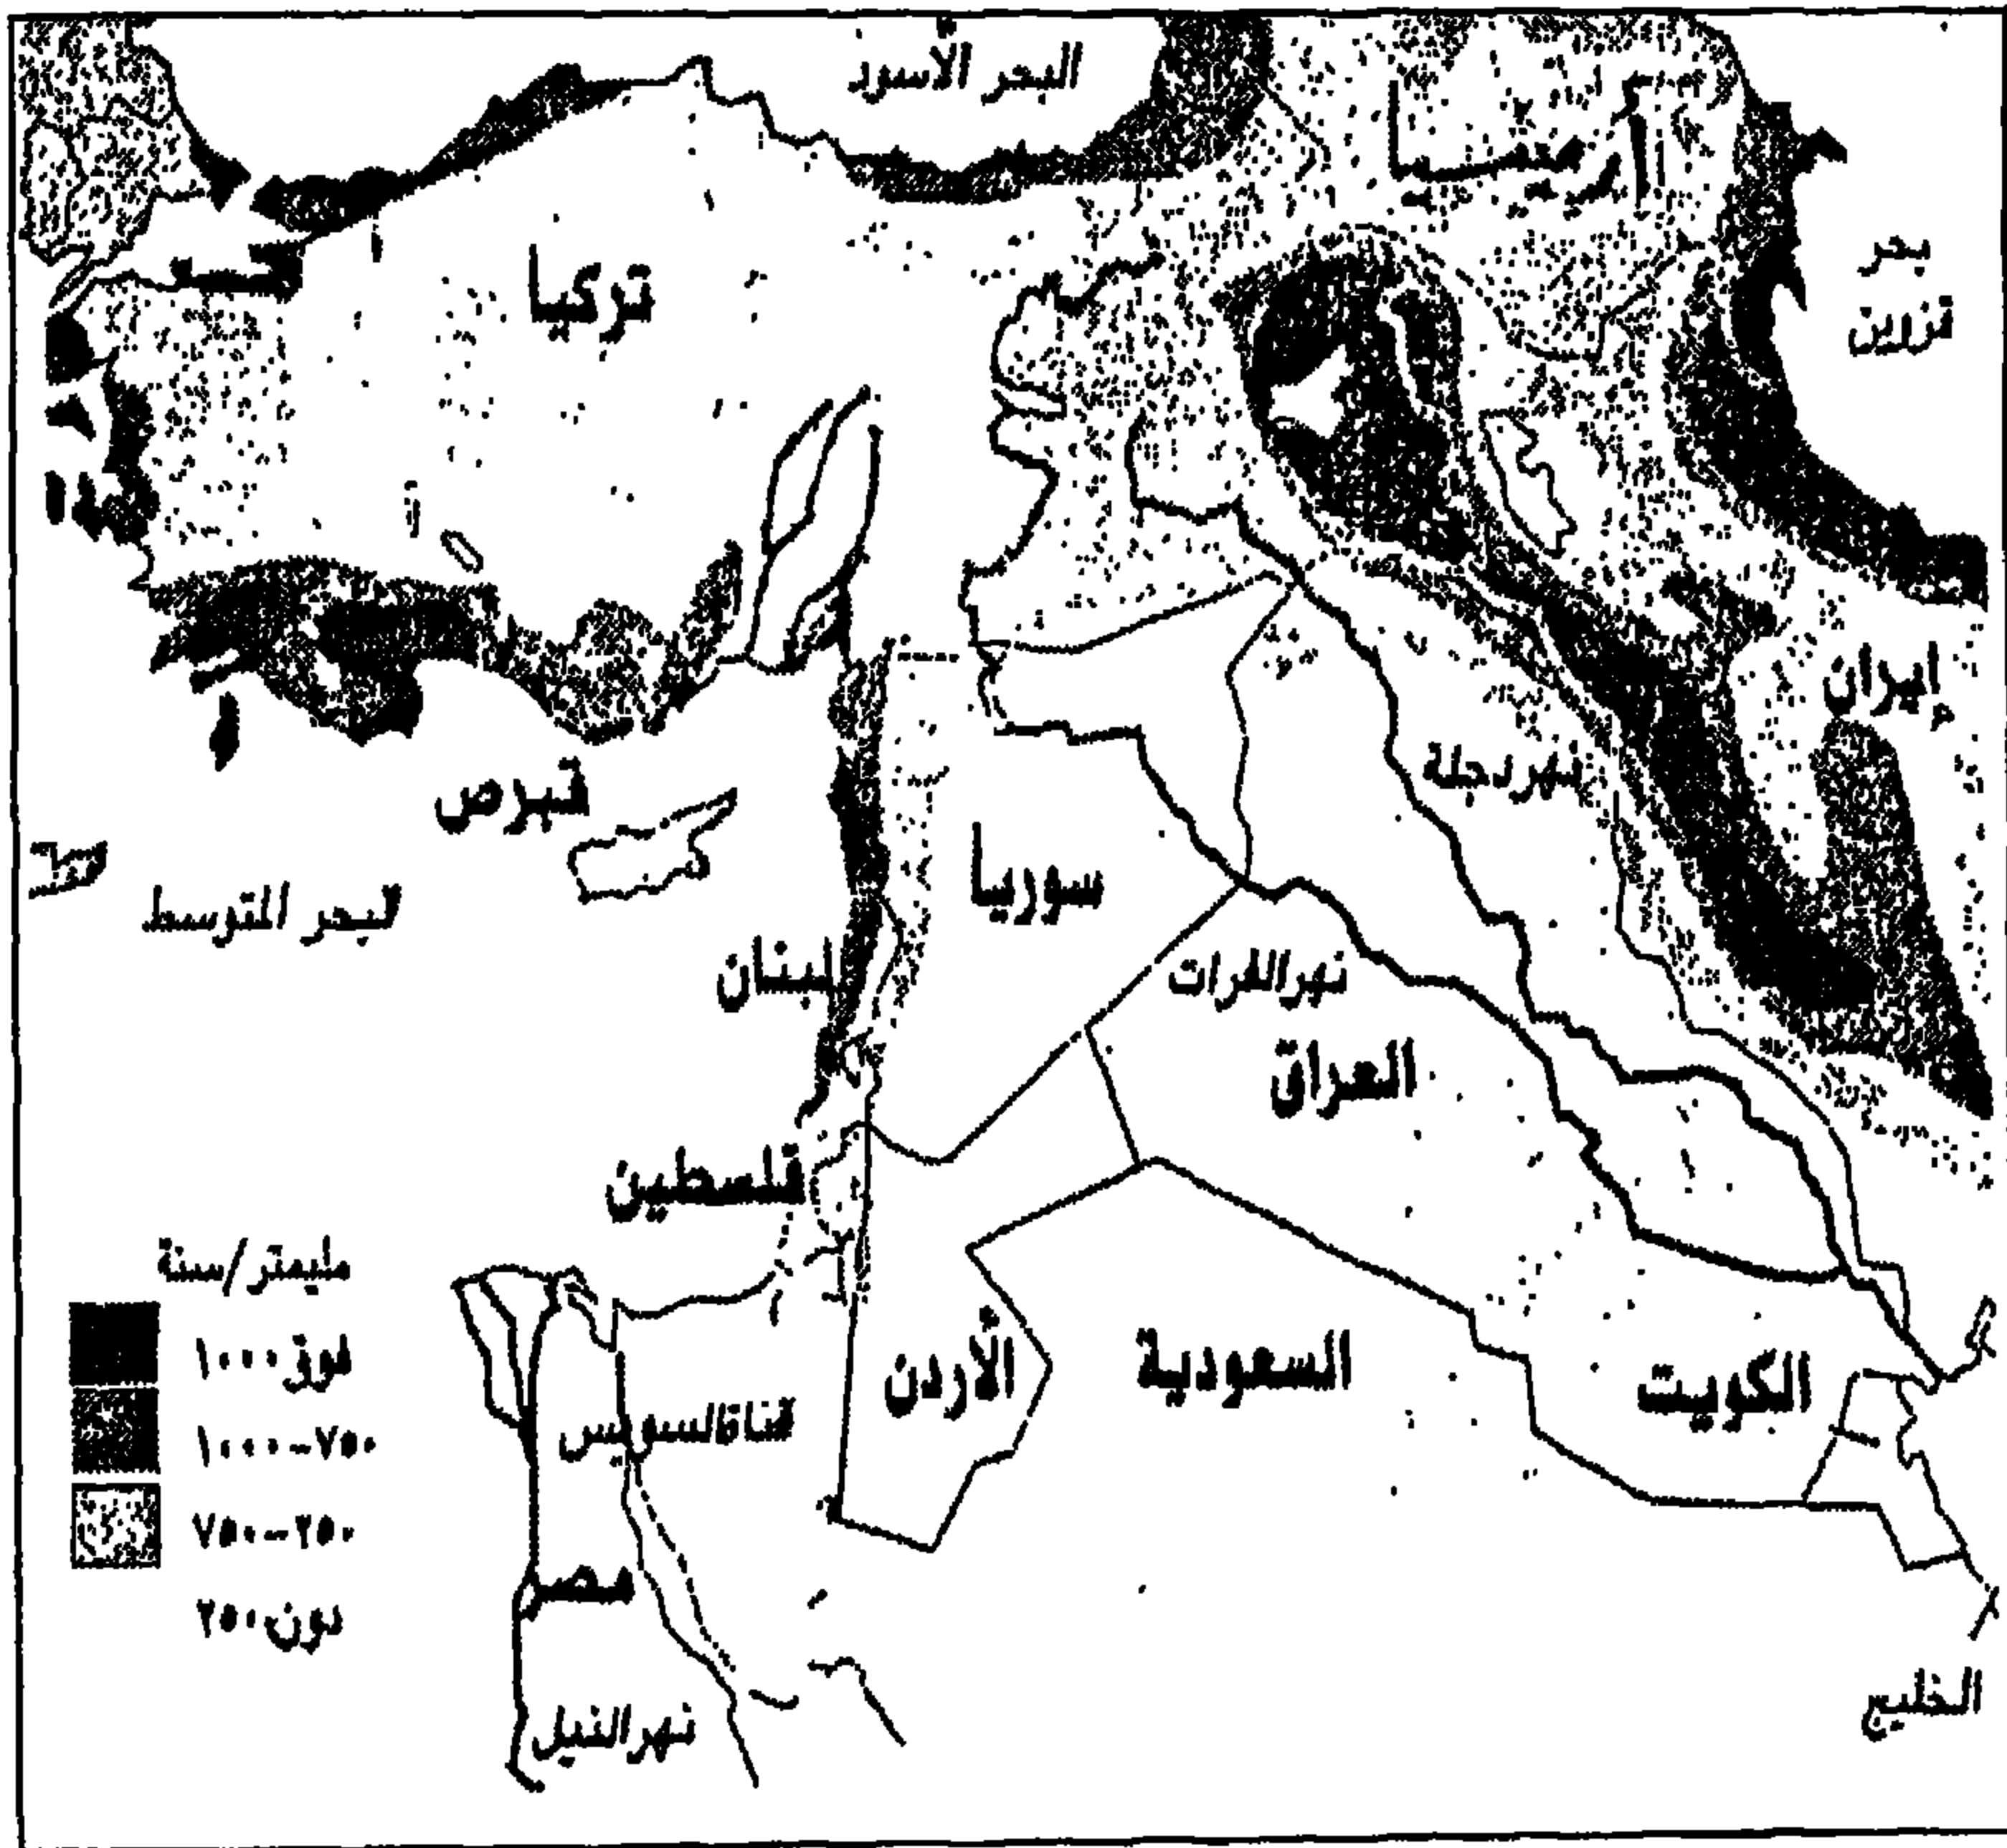 البحر الأسود
بحر
قزوين
تركيا
إيران
نهر دجلة
قبرص
سوريا
البحر المتوسط
لبنان
نهر الفرات
العراق
فلسطين
مليمتر/سنة
فوق ١٠٠٠
٧٥٠-١٠٠٠
٢٥٠-٧٥٠
دون ٢٥٠
الأردن
السعودية
الكويت
قناة السويس
مصر
نهر النيل
الخليج